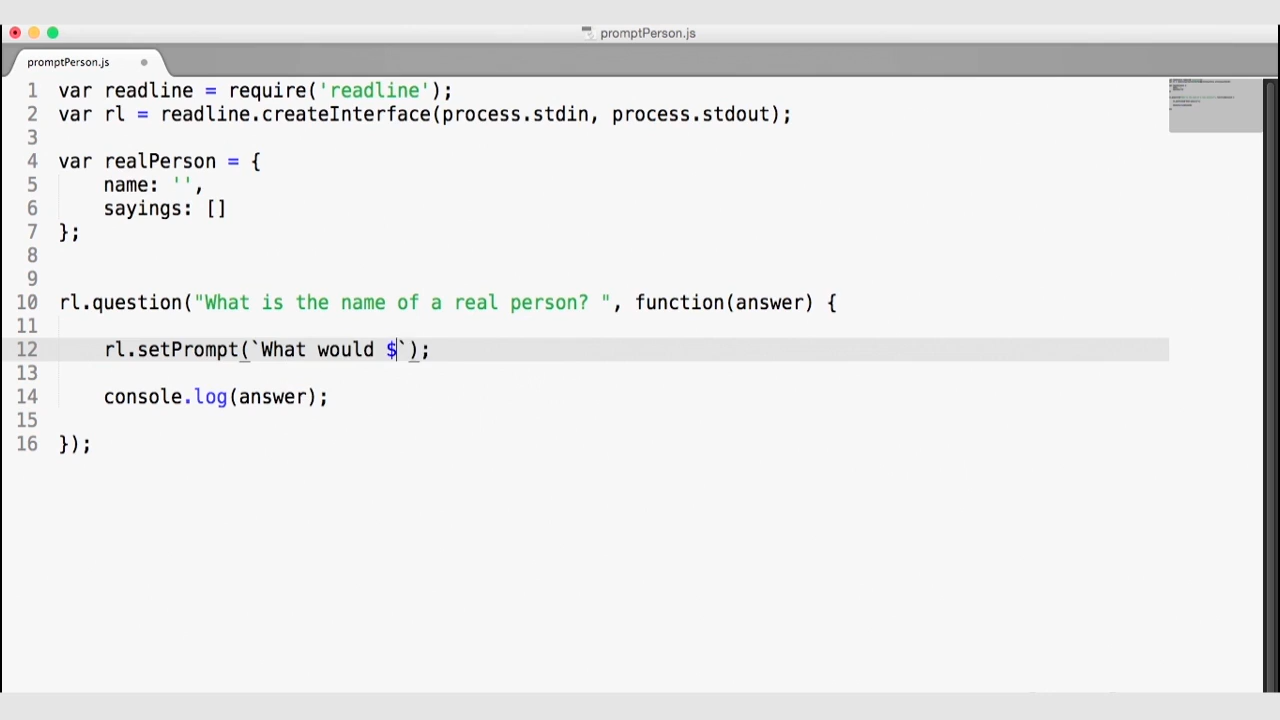 promptPerson.js
promptPerson.js
1 var readline = require('readline');
2 var rl = readline.createInterface(process.stdin, process.stdout);
3
4 var realPerson = {
5     name: '',
6     sayings: []
7 };
8
9
10 rl.question("What is the name of a real person? ", function(answer) {
11
12     rl.setPrompt(`What would $`);
13
14     console.log(answer);
15
16 });